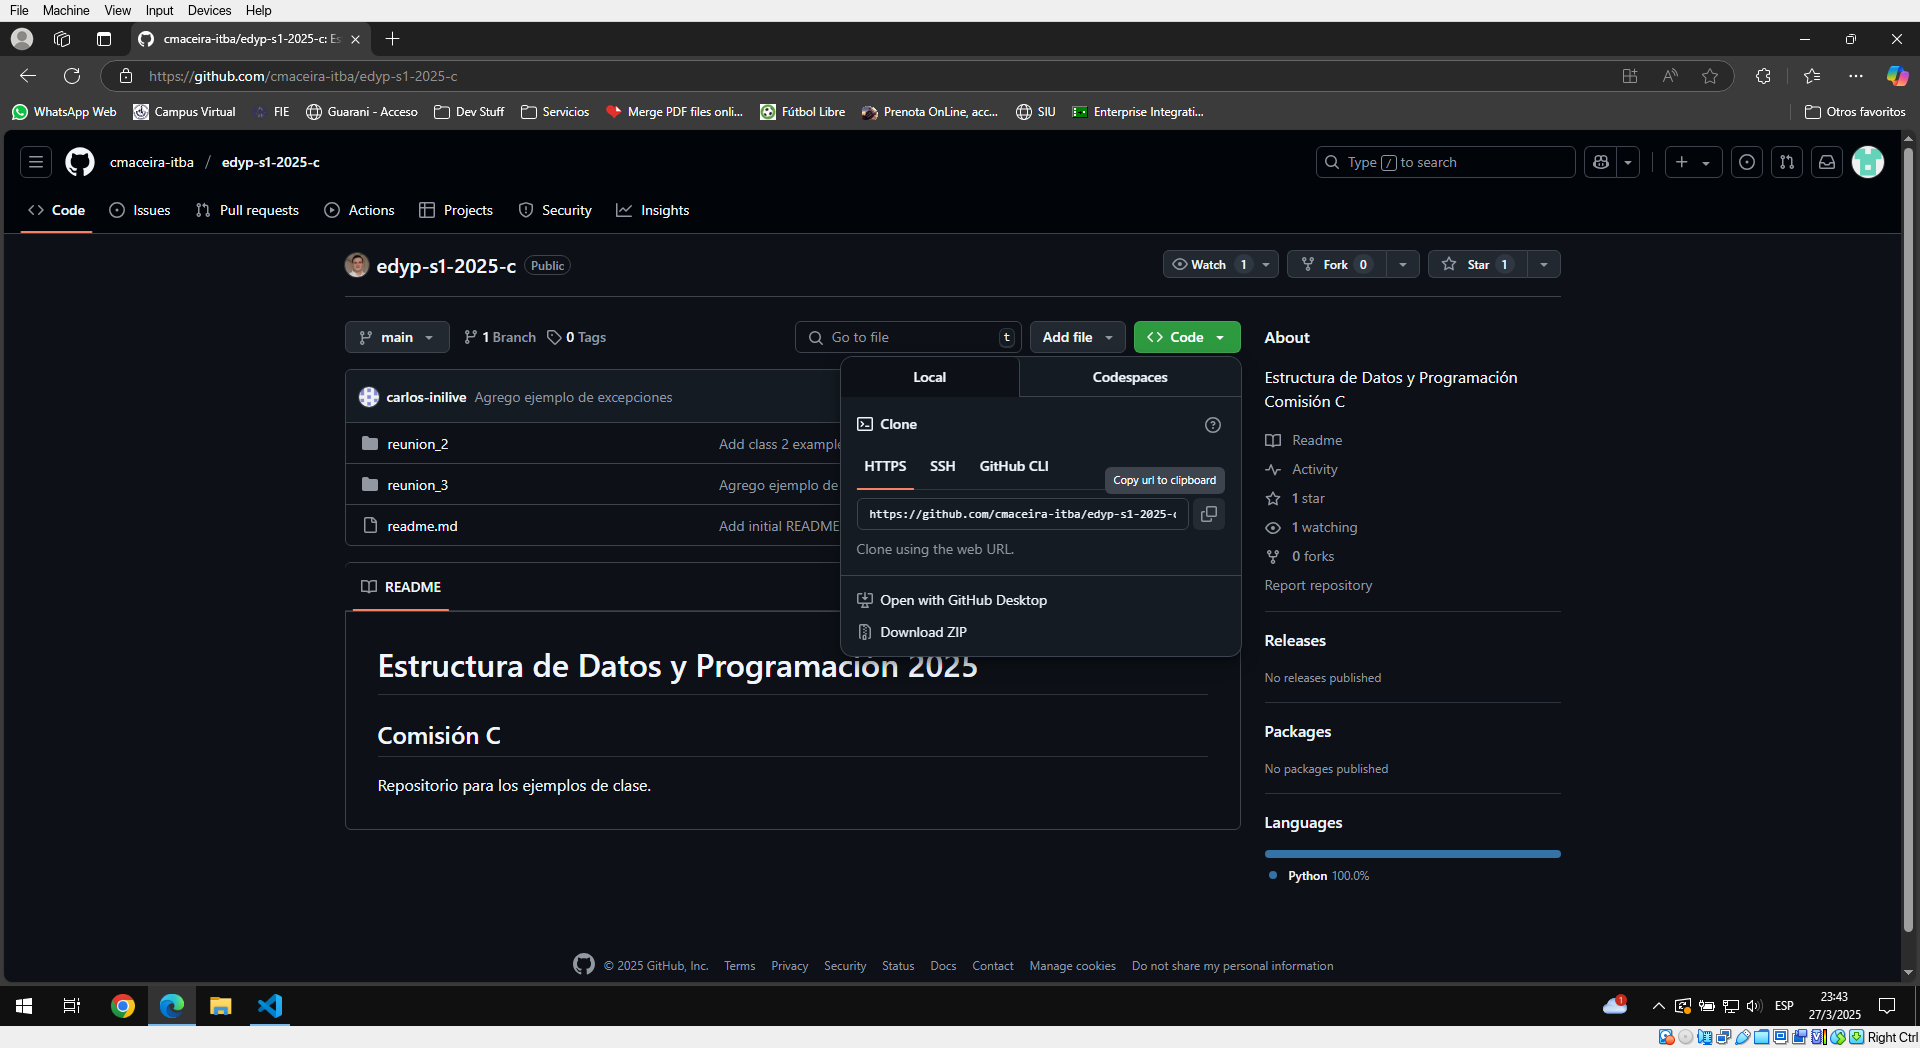 File Machine View Input Devices Help
cmaceira-itba/edyp-s1-2025-c: Es
https://github.com/cmaceira-itba/edyp-s1-2025-c
WhatsApp Web Campus Virtual FIE Guarani - Acceso Dev Stuff Servicios Merge PDF files onli... Fútbol Libre Prenota OnLine, acc... SIU Enterprise Integrati... Otros favoritos
cmaceira-itba / edyp-s1-2025-c Type / to search
Code Issues Pull requests Actions Projects Security Insights
edyp-s1-2025-c Public Watch 1 Fork 0 Star 1
main 1 Branch 0 Tags Go to file t Add file Code
About
Local Codespaces
Estructura de Datos y Programación
Comisión C
carlos-inilive Agrego ejemplo de excepciones
Clone
reunion_2 Add class 2 example
HTTPS SSH GitHub CLI
Copy url to clipboard
reunion_3 Agrego ejemplo de
https://github.com/cmaceira-itba/edyp-s1-2025-c
readme.md Add initial README
Clone using the web URL.
Open with GitHub Desktop
Download ZIP
Readme
Activity
1 star
1 watching
0 forks
Report repository
README
Estructura de Datos y Programación 2025
Comisión C
Repositorio para los ejemplos de clase.
Releases
No releases published
Packages
No packages published
Languages
Python 100.0%
© 2025 GitHub, Inc. Terms Privacy Security Status Docs Contact Manage cookies Do not share my personal information
1 ESP 23:43
27/3/2025
Right Ctrl